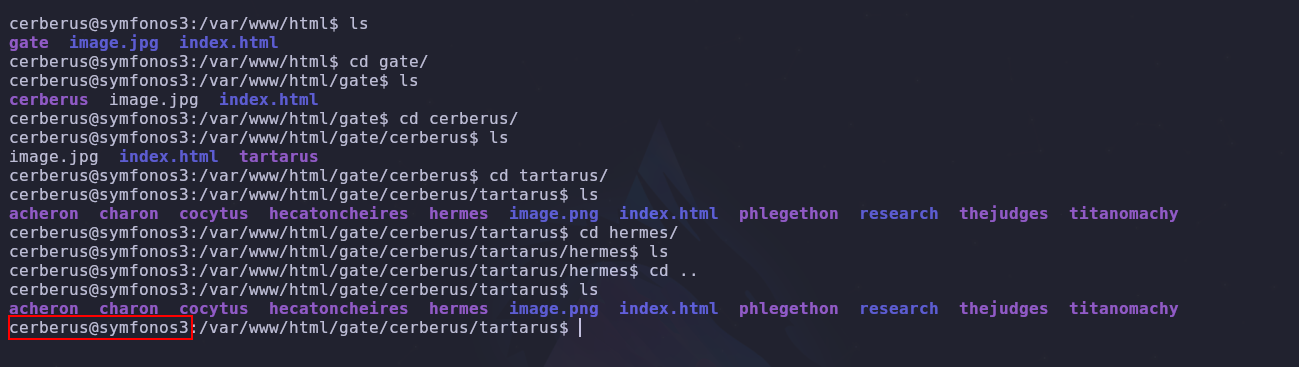 cerberus@symfonos3:/var/www/html$ ls
gate  image.jpg  index.html
cerberus@symfonos3:/var/www/html$ cd gate/
cerberus@symfonos3:/var/www/html/gate$ ls
cerberus  image.jpg  index.html
cerberus@symfonos3:/var/www/html/gate$ cd cerberus/
cerberus@symfonos3:/var/www/html/gate/cerberus$ ls
image.jpg  index.html  tartarus
cerberus@symfonos3:/var/www/html/gate/cerberus$ cd tartarus/
cerberus@symfonos3:/var/www/html/gate/cerberus/tartarus$ ls
acheron  charon  cocytus  hecatoncheires  hermes  image.png  index.html  phlegethon  research  thejudges  titanomachy
cerberus@symfonos3:/var/www/html/gate/cerberus/tartarus$ cd hermes/
cerberus@symfonos3:/var/www/html/gate/cerberus/tartarus/hermes$ ls
cerberus@symfonos3:/var/www/html/gate/cerberus/tartarus/hermes$ cd ..
cerberus@symfonos3:/var/www/html/gate/cerberus/tartarus$ ls
acheron  charon  cocytus  hecatoncheires  hermes  image.png  index.html  phlegethon  research  thejudges  titanomachy
cerberus@symfonos3:/var/www/html/gate/cerberus/tartarus$